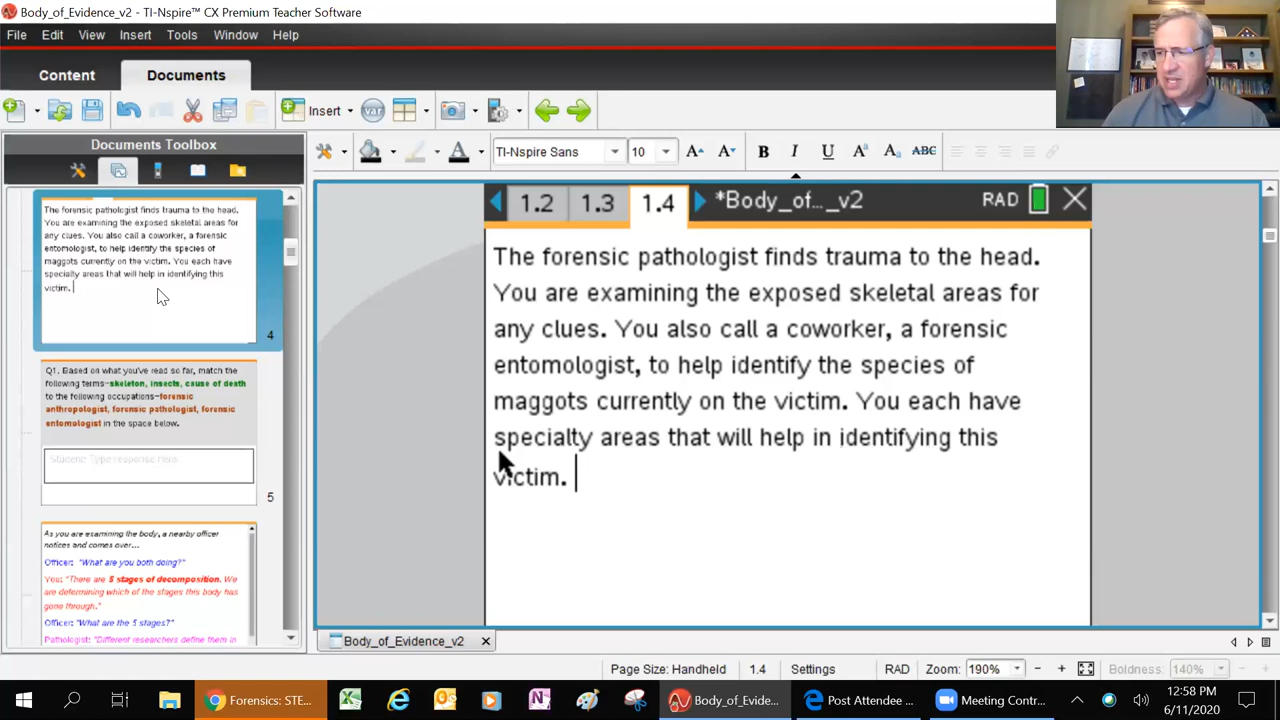 Body_of_Evidence_v2 - TI-Nspire™ CX Premium Teacher Software
File Edit View Insert Tools Window Help
Content Documents
Insert var
Documents Toolbox
TI-Nspire Sans 10 A A B I U A A ABC
The forensic pathologist finds trauma to the head.
You are examining the exposed skeletal areas for
any clues. You also call a coworker, a forensic
entomologist, to help identify the species of
maggots currently on the victim. You each have
specialty areas that will help in identifying this
victim.
4
Q1. Based on what you've read so far, match the
following terms–skeleton, insects, cause of death
to the following occupations–forensic
anthropologist, forensic pathologist, forensic
entomologist in the space below.
Student: Type response here.
5
As you are examining the body, a nearby officer
notices and comes over...
Officer: "What are you both doing?"
You: "There are 5 stages of decomposition. We
are determining which of the stages this body has
gone through."
Officer: "What are the 5 stages?"
Pathologist: "Different researchers define them in
1.2 1.3 1.4 *Body_of..._v2 RAD
The forensic pathologist finds trauma to the head.
You are examining the exposed skeletal areas for
any clues. You also call a coworker, a forensic
entomologist, to help identify the species of
maggots currently on the victim. You each have
specialty areas that will help in identifying this
victim.
Body_of_Evidence_v2
Page Size: Handheld 1.4 Settings RAD Zoom: 190% Boldness: 140%
Forensics: STE... Body_of_Evide... Post Attendee ... Meeting Contr... 12:58 PM
6/11/2020